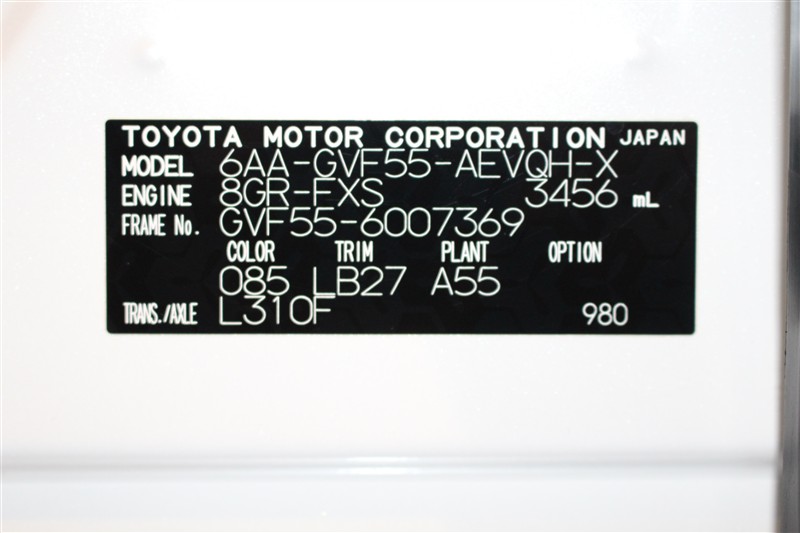 TOYOTA MOTOR CORPORATION JAPAN
MODEL 6AA-GVF55-AEVQH-X
ENGINE 8GR-FXS 3456 mL
FRAME No. GVF55-6007369
COLOR TRIM PLANT OPTION
085 LB27 A55
TRANS./AXLE L310F 980